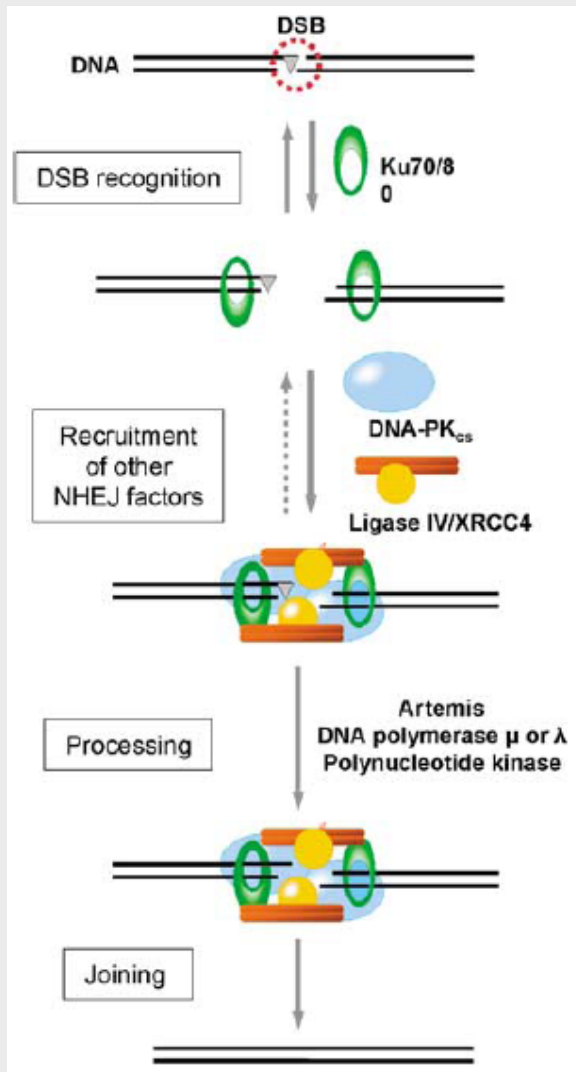 DSB
DNA
DSB recognition
Ku70/8
0
Recruitment
of other
NHEJ factors
DNA-PKcs
Ligase IV/XRCC4
Processing
Artemis
DNA polymerase μ or λ
Polynucleotide kinase
Joining